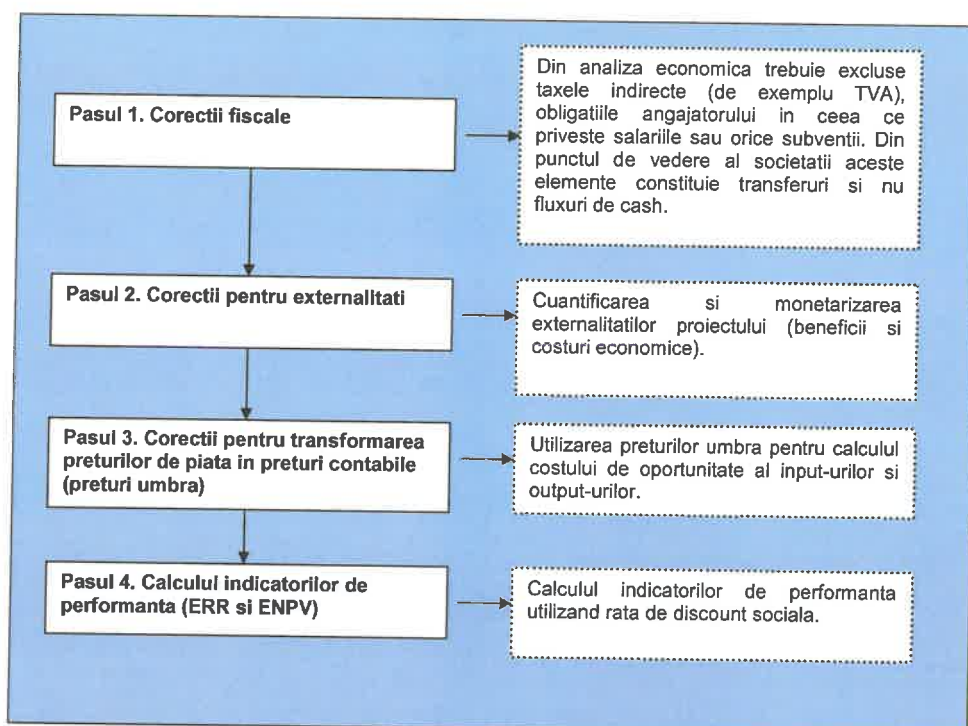 Pasul 1. Corectii fiscale
Din analiza economica trebuie excluse
taxele indirecte (de exemplu TVA),
obligatiile angajatorului in ceea ce
priveste salariile sau orice subventii. Din
punctul de vedere al societatii aceste
elemente constituie transferuri si nu
fluxuri de cash.
Pasul 2. Corectii pentru externalitati
Cuantificarea si monetarizarea
externalitatilor proiectului (beneficii si
costuri economice).
Pasul 3. Corectii pentru transformarea
preturilor de piata in preturi contabile
(preturi umbra)
Utilizarea preturilor umbra pentru calculul
costului de oportunitate al input-urilor si
output-urilor.
Pasul 4. Calculul indicatorilor de
performanta (ERR si ENPV)
Calculul indicatorilor de performanta
utilizand rata de discount sociala.